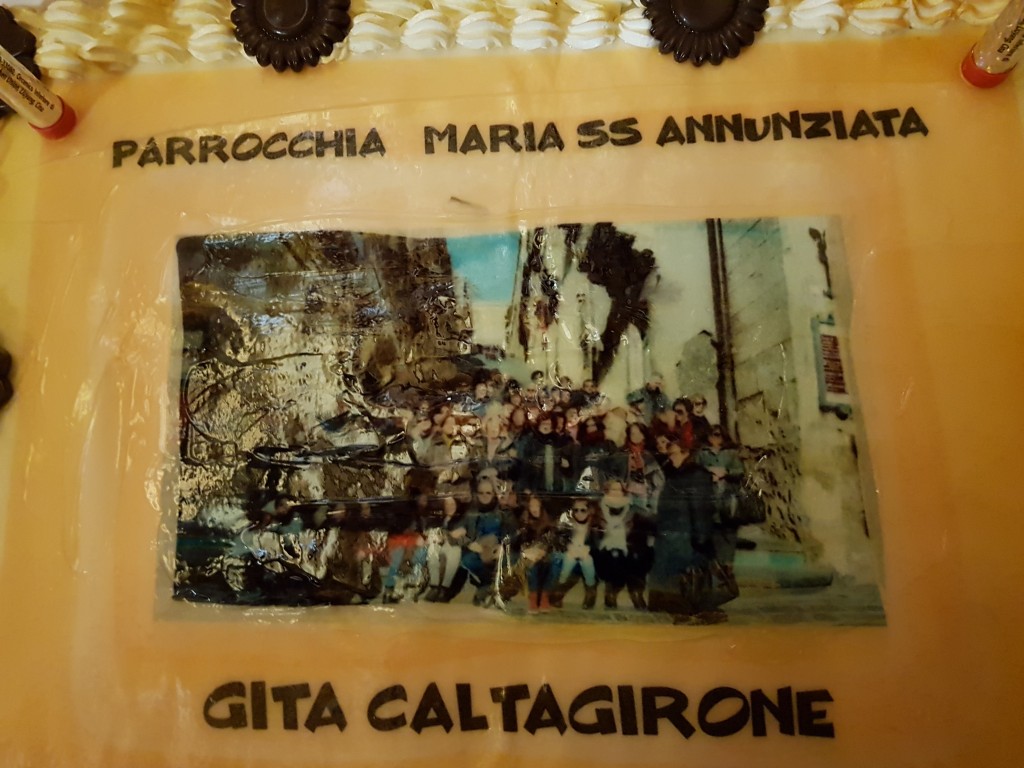 PARROCCHIA MARIA SS ANNUNZIATA
GITA CALTAGIRONE